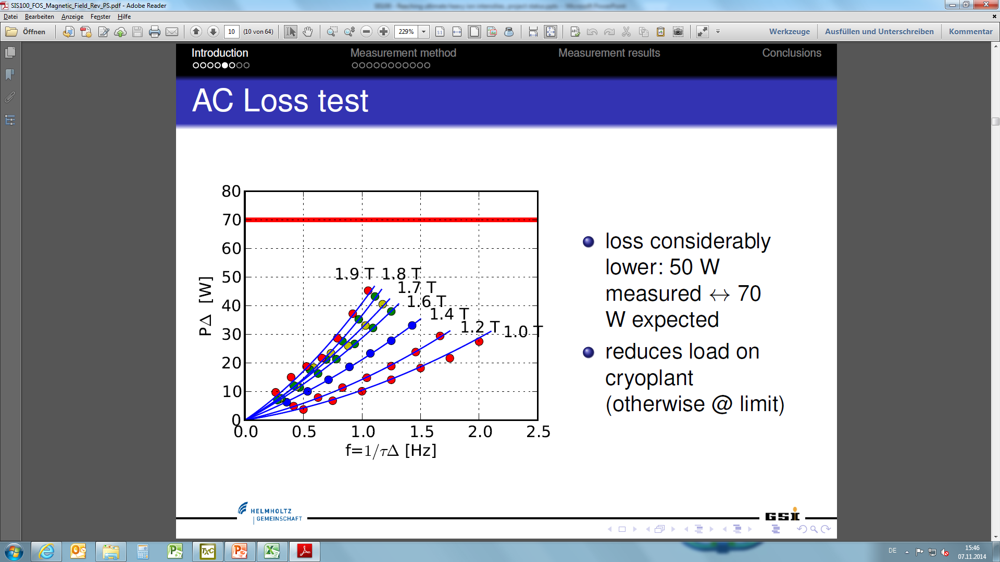 SIS100_FOS_Magnetic_Field_Rev_PS.pdf - Adobe Reader
Datei Bearbeiten Anzeige Fenster Hilfe
Öffnen 10 (10 von 64) 229% Werkzeuge Ausfüllen und Unterschreiben Kommentar
Introduction Measurement method Measurement results Conclusions
AC Loss test
80
70
60
50
40
30
20
10
0
P∆ [W]
1.9 T 1.8 T
1.7 T
1.6 T
1.4 T
1.2 T 1.0 T
0.0 0.5 1.0 1.5 2.0 2.5
f=1/τ∆ [Hz]
loss considerably
lower: 50 W
measured ↔ 70
W expected
reduces load on
cryoplant
(otherwise @ limit)
HELMHOLTZ
GEMEINSCHAFT
GSI
DE
15:46
07.11.2014